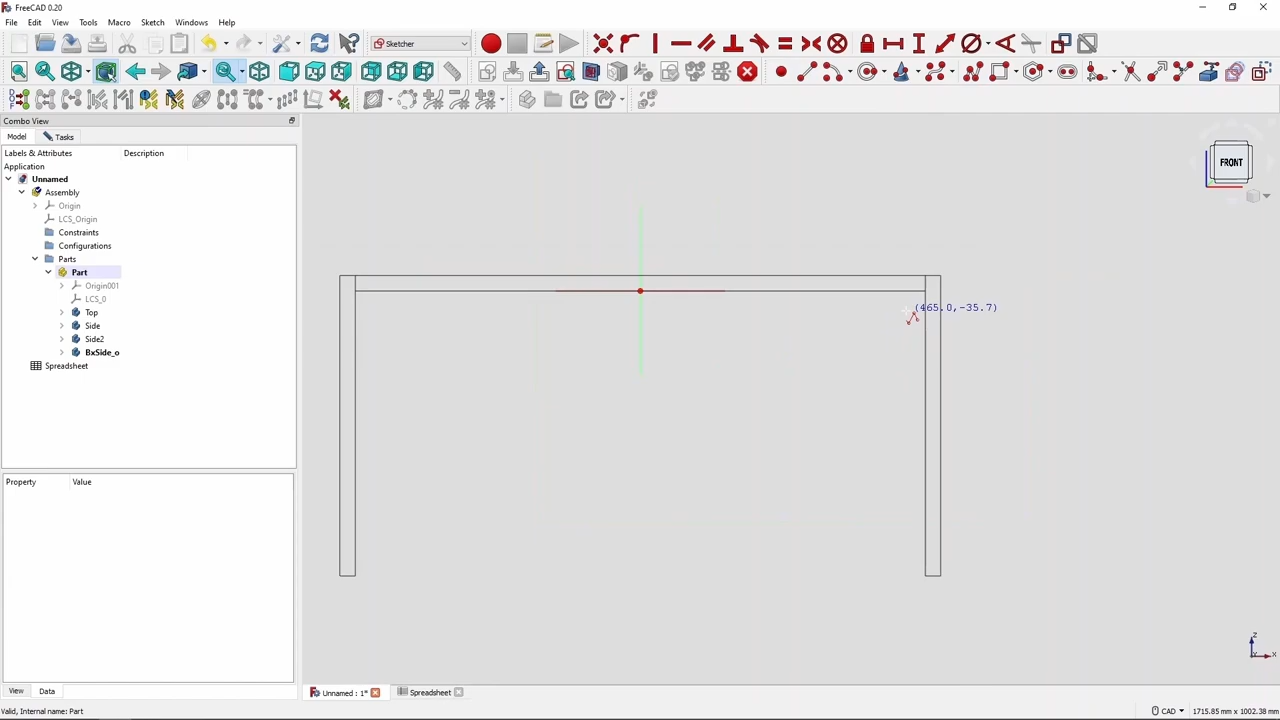 FreeCAD 0.20
File Edit View Tools Macro Sketch Windows Help
Sketcher
Combo View
Model Tasks
Labels & Attributes Description
Application
Unnamed
Assembly
Origin
LCS_Origin
Constraints
Configurations
Parts
Part
Origin001
LCS_0
Top
Side
Side2
BxSide_o
Spreadsheet
Property Value
View Data
FRONT
(465.0,-35.7)
Z
Y X
Unnamed : 1*
Spreadsheet
Valid, Internal name: Part
CAD 1715.85 mm x 1002.38 mm